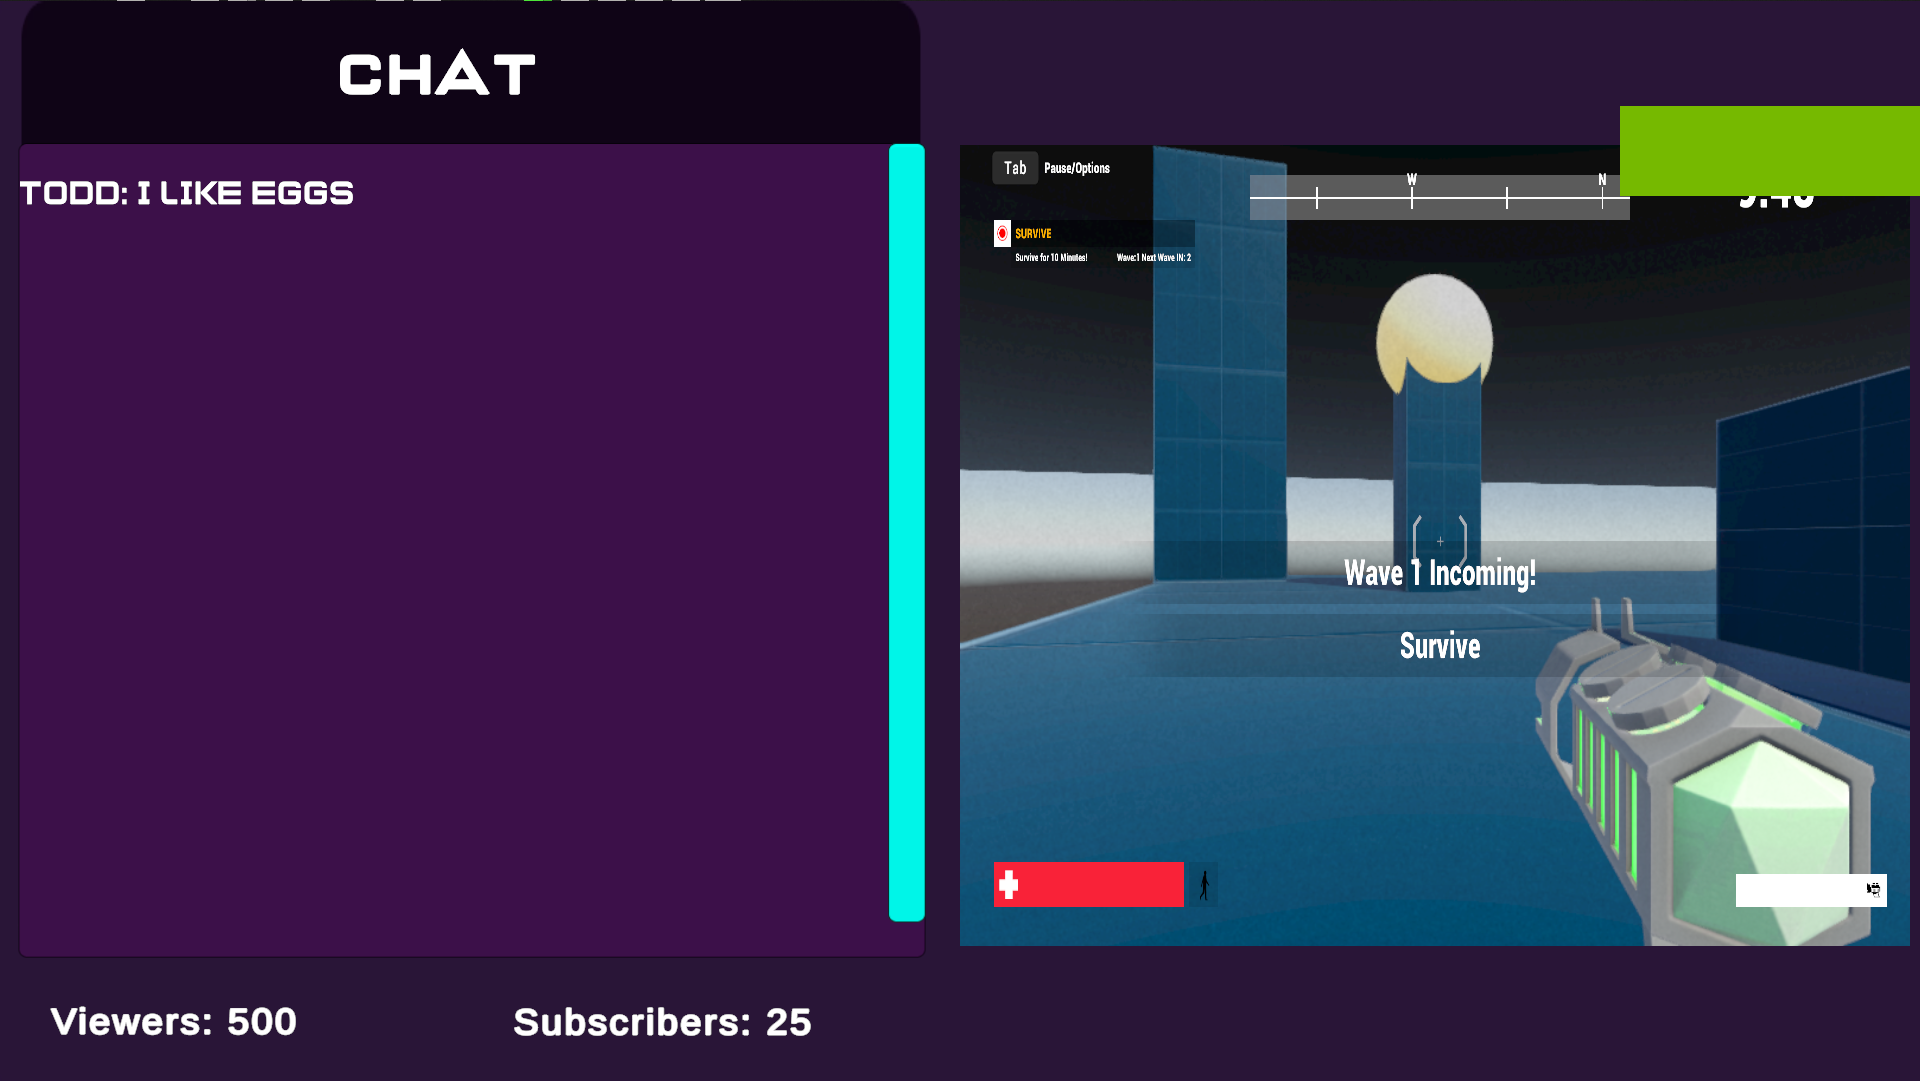 CHAT
TODD: I LIKE EGGS
Tab Pause/Options
W N
SURVIVE
Survive for 10 Minutes! Wave:1 Next Wave IN: 2
Wave 1 Incoming!
Survive
Viewers: 500 Subscribers: 25